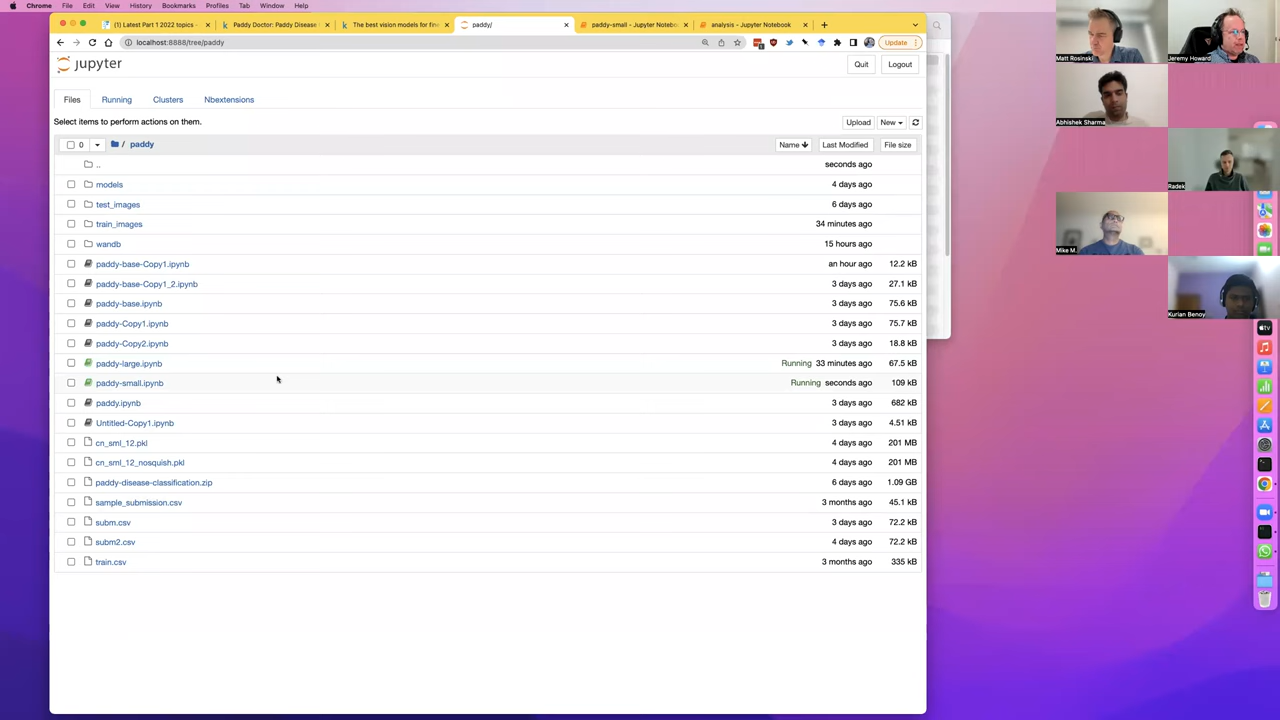 Chrome File Edit View History Bookmarks Profiles Tab Window Help
(1) Latest Part 1 2022 topics -
Paddy Doctor: Paddy Disease
The best vision models for fine
paddy/
paddy-small - Jupyter Notebook
analysis - Jupyter Notebook
localhost:8888/tree/paddy
Update
jupyter
Quit
Logout
Files Running Clusters Nbextensions
Select items to perform actions on them.
Upload New
0 / paddy Name Last Modified File size
.. seconds ago
models 4 days ago
test_images 6 days ago
train_images 34 minutes ago
wandb 15 hours ago
paddy-base-Copy1.ipynb an hour ago 12.2 kB
paddy-base-Copy1_2.ipynb 3 days ago 27.1 kB
paddy-base.ipynb 3 days ago 75.6 kB
paddy-Copy1.ipynb 3 days ago 75.7 kB
paddy-Copy2.ipynb 3 days ago 18.8 kB
paddy-large.ipynb Running 33 minutes ago 67.5 kB
paddy-small.ipynb Running seconds ago 109 kB
paddy.ipynb 3 days ago 682 kB
Untitled-Copy1.ipynb 3 days ago 4.51 kB
cn_sml_12.pkl 4 days ago 201 MB
cn_sml_12_nosquish.pkl 4 days ago 201 MB
paddy-disease-classification.zip 6 days ago 1.09 GB
sample_submission.csv 3 months ago 45.1 kB
subm.csv 3 days ago 72.2 kB
subm2.csv 4 days ago 72.2 kB
train.csv 3 months ago 335 kB
Matt Rosinski
Jeremy Howard
Abhishek Sharma
Radek
Mike M.
Kurian Benoy
tv